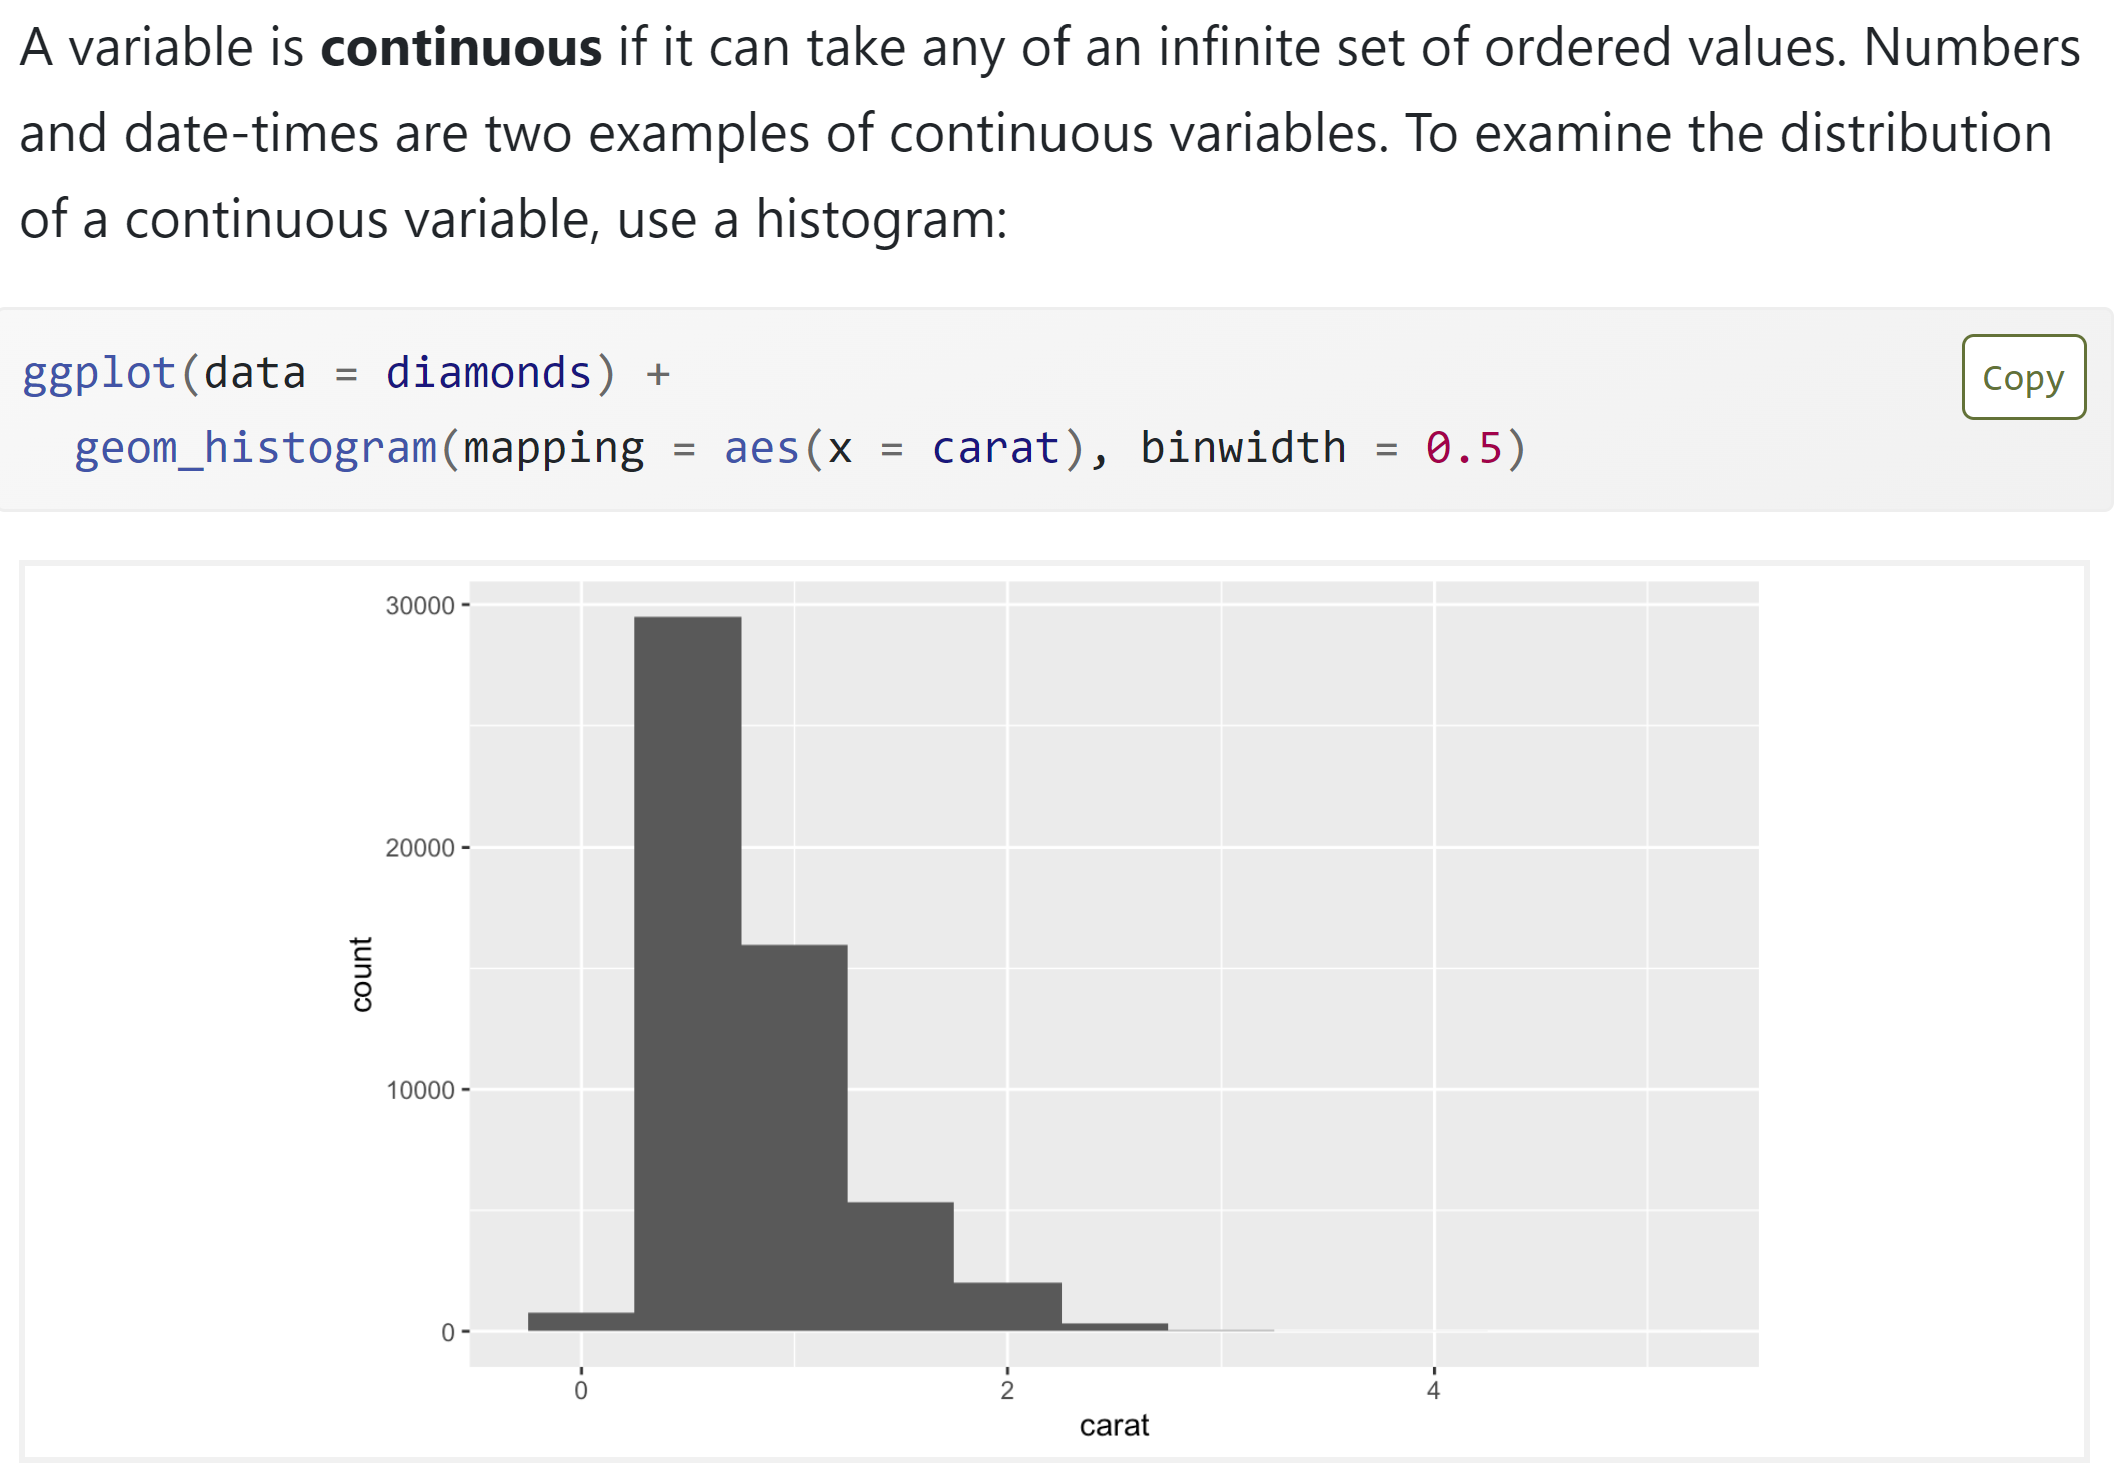 A variable is continuous if it can take any of an infinite set of ordered values. Numbers
and date-times are two examples of continuous variables. To examine the distribution
of a continuous variable, use a histogram:
ggplot(data = diamonds) +
Copy
  geom_histogram(mapping = aes(x = carat), binwidth = 0.5)
30000
20000
count
10000
0
0 2 4
carat